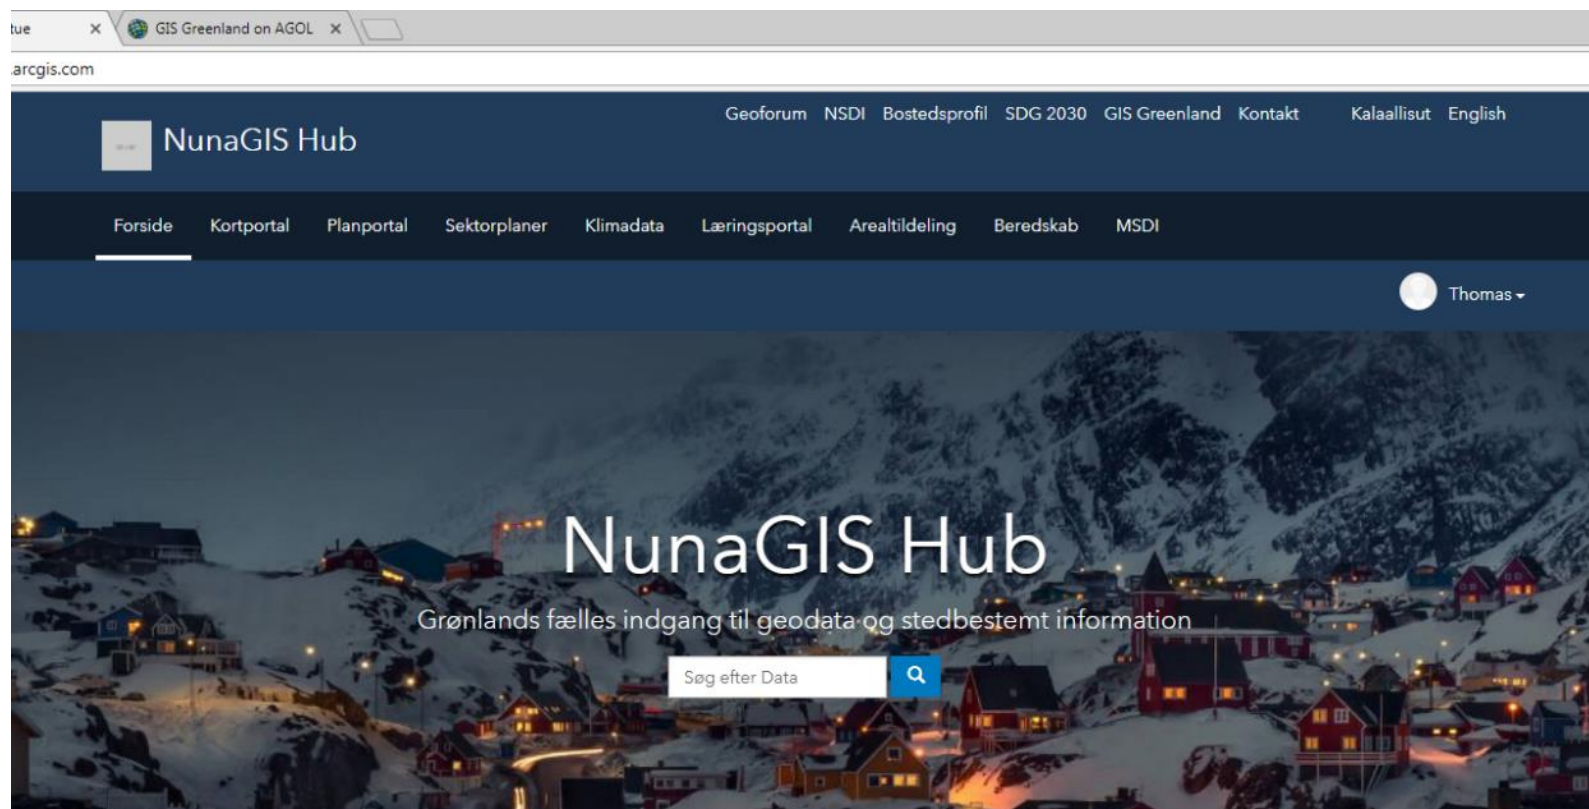 tue × GIS Greenland on AGOL ×
.arcgis.com
Geoforum NSDI Bostedsprofil SDG 2030 GIS Greenland Kontakt Kalaallisut English
NunaGIS Hub
Forside Kortportal Planportal Sektorplaner Klimadata Læringsportal Arealtildeling Beredskab MSDI
Thomas
NunaGIS Hub
Grønlands fælles indgang til geodata og stedbestemt information
Søg efter Data